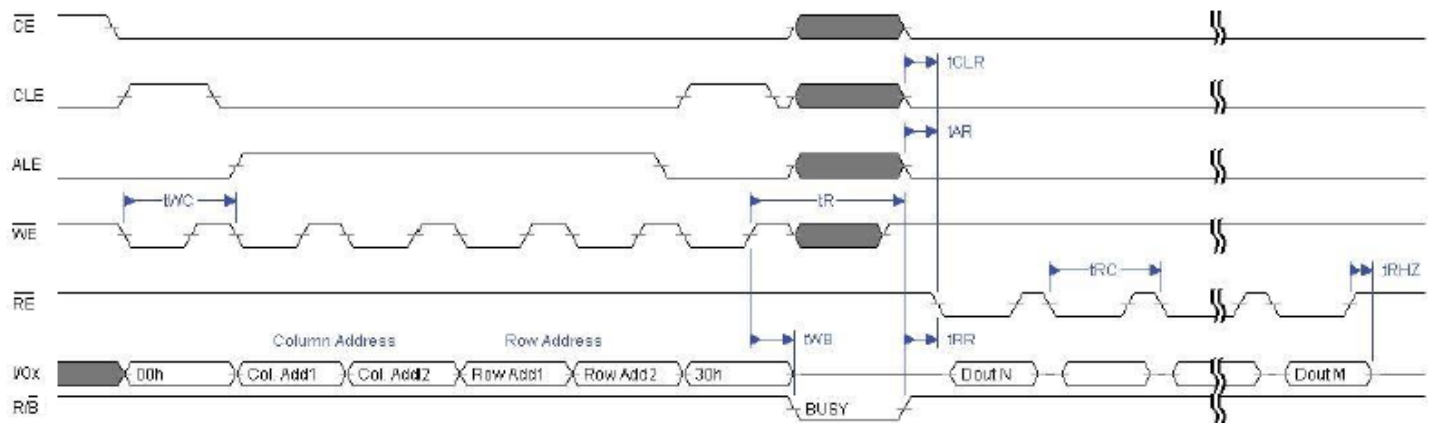 CE
CLE tCLR
ALE tAR
tWC tR
WE
RE tRC tRHZ
Column Address Row Address tWB tRR
I/Ox 00h Col. Add1 Col. Add2 Row Add1 Row Add2 30h Dout N Dout M
R/B BUSY